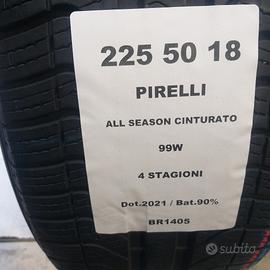 225 50 18
PIRELLI
ALL SEASON CINTURATO
99W
4 STAGIONI
Dot.2021 / Bat.90%
BR1405
subito